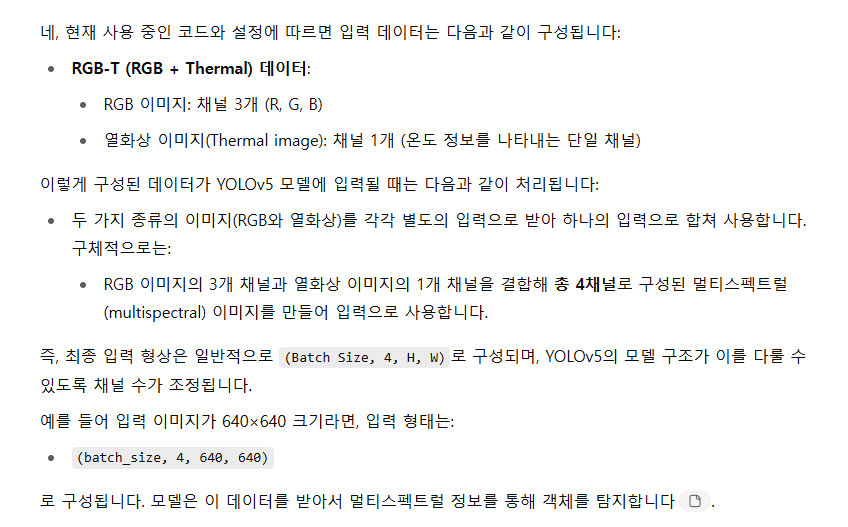 네, 현재 사용 중인 코드와 설정에 따르면 입력 데이터는 다음과 같이 구성됩니다:
• RGB-T (RGB + Thermal) 데이터:
• RGB 이미지: 채널 3개 (R, G, B)
• 열화상 이미지(Thermal image): 채널 1개 (온도 정보를 나타내는 단일 채널)
이렇게 구성된 데이터가 YOLOv5 모델에 입력될 때는 다음과 같이 처리됩니다:
• 두 가지 종류의 이미지(RGB와 열화상)를 각각 별도의 입력으로 받아 하나의 입력으로 합쳐 사용합니다.
구체적으로는:
• RGB 이미지의 3개 채널과 열화상 이미지의 1개 채널을 결합해 총 4채널로 구성된 멀티스펙트럴
(multispectral) 이미지를 만들어 입력으로 사용합니다.
즉, 최종 입력 형상은 일반적으로 (Batch Size, 4, H, W) 로 구성되며, YOLOv5의 모델 구조가 이를 다룰 수
있도록 채널 수가 조정됩니다.
예를 들어 입력 이미지가 640×640 크기라면, 입력 형태는:
• (batch_size, 4, 640, 640)
로 구성됩니다. 모델은 이 데이터를 받아서 멀티스펙트럴 정보를 통해 객체를 탐지합니다 .